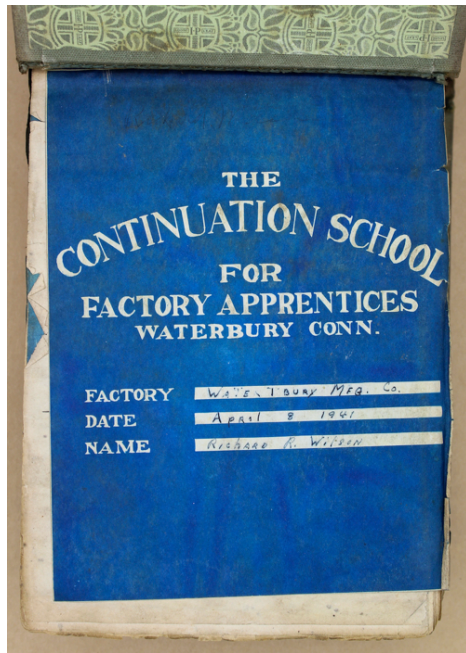 THE
CONTINUATION SCHOOL
FOR
FACTORY APPRENTICES
WATERBURY CONN.
FACTORY WATERBURY MFG. Co.
DATE April 8 1941
NAME RICHARD R.